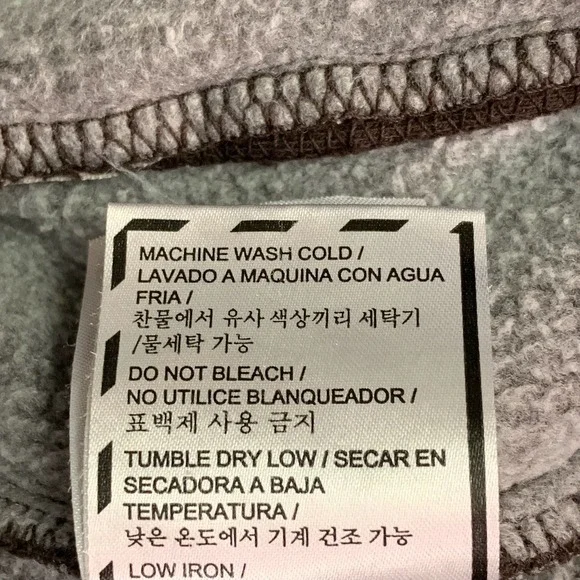 MACHINE WASH COLD /
LAVADO A MAQUINA CON AGUA
FRIA /
찬물에서 유사 색상끼리 세탁기
/물세탁 가능
DO NOT BLEACH /
NO UTILICE BLANQUEADOR /
표백제 사용 금지
TUMBLE DRY LOW / SECAR EN
SECADORA A BAJA
TEMPERATURA /
낮은 온도에서 기계 건조 가능
LOW IRON /